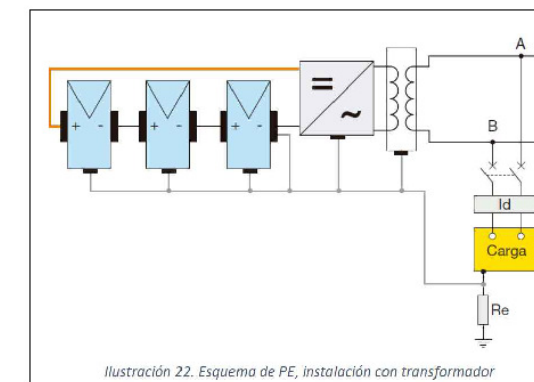 A
+ - + - + -
=
~
B
Id
Carga
Re
Ilustración 22. Esquema de PE, instalación con transformador